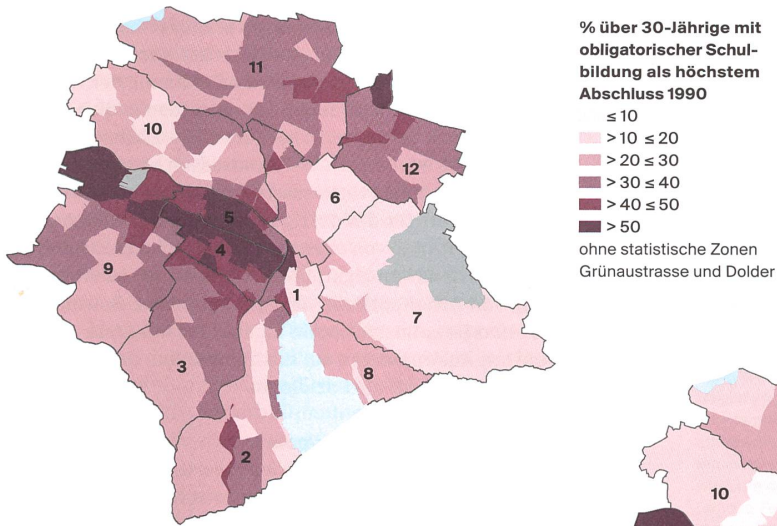 % über 30-Jährige mit
obligatorischer Schul-
bildung als höchstem
Abschluss 1990
≤ 10
> 10 ≤ 20
> 20 ≤ 30
> 30 ≤ 40
> 40 ≤ 50
> 50
ohne statistische Zonen
Grünaustrasse und Dolder
11
10
12
6
5
4
9
1
7
3
8
2
10